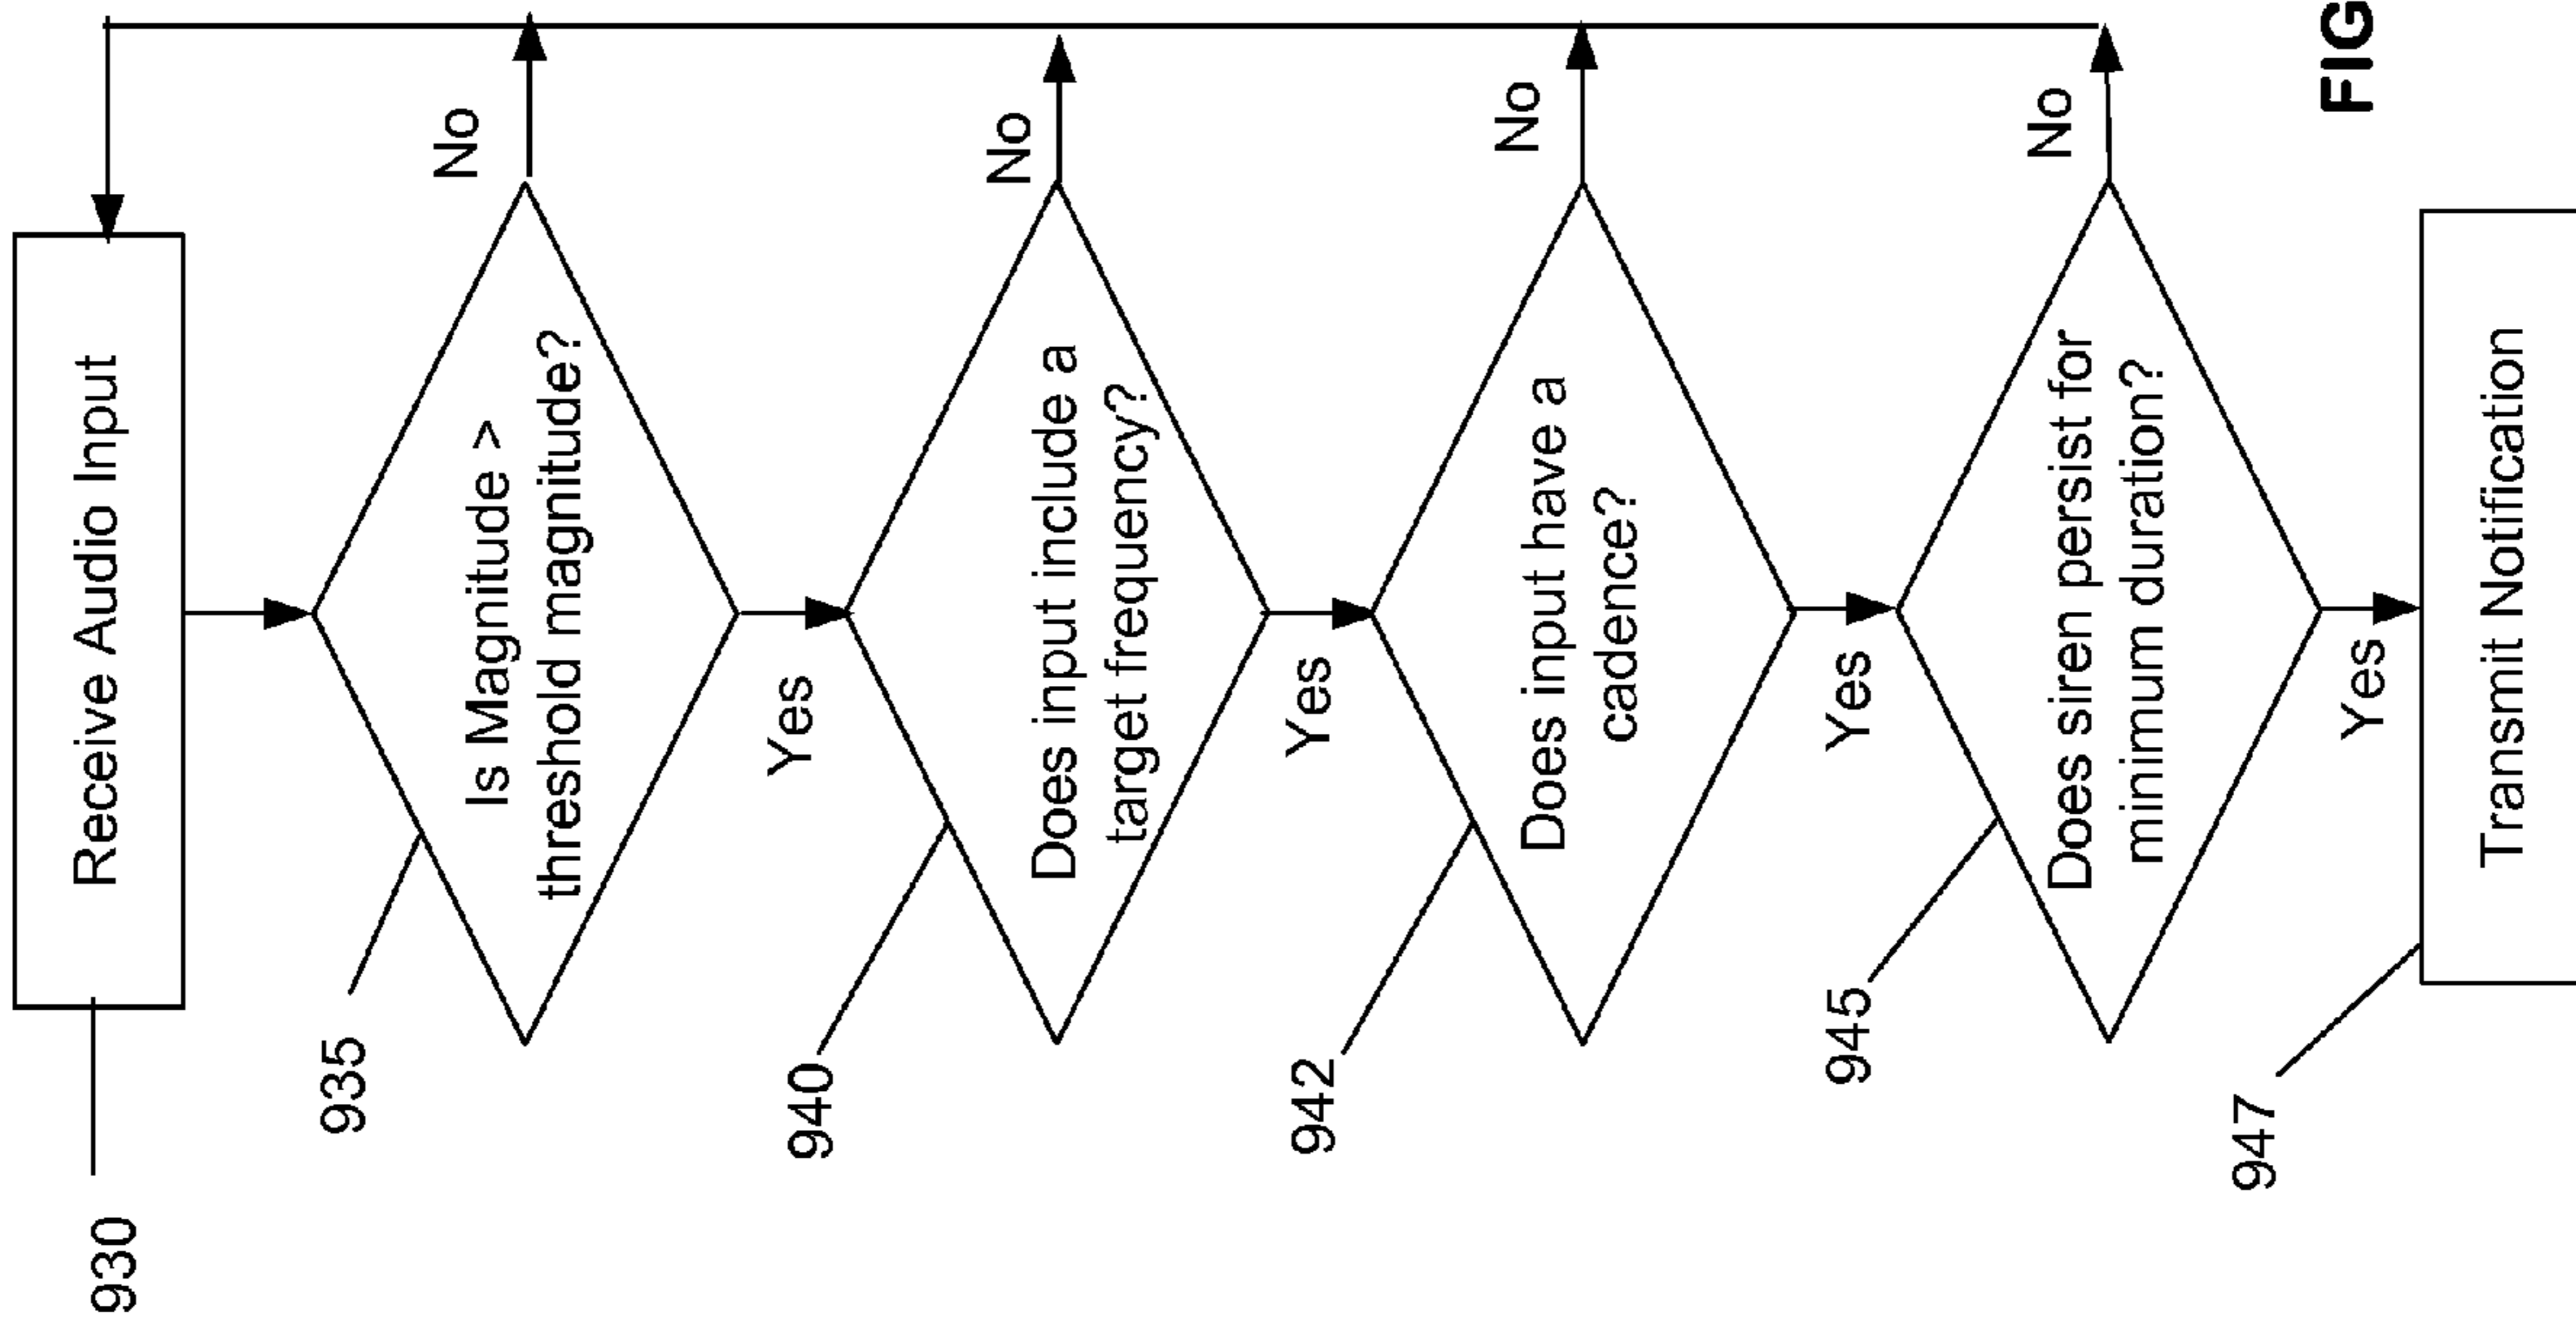 930
Receive Audio Input
935
Is Magnitude >
threshold magnitude?
No
Yes
940
Does input include a
target frequency?
No
Yes
942
Does input have a
cadence?
No
Yes
945
Does siren persist for
minimum duration?
No
Yes
947
Transmit Notification
FIG